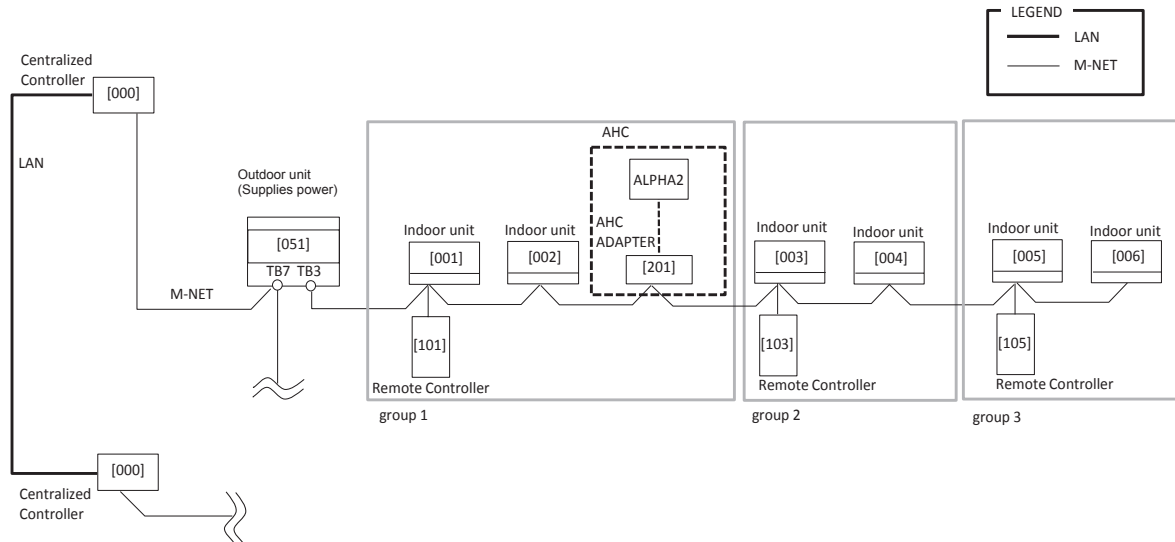 LEGEND
LAN
M-NET
Centralized
Controller
[000]
LAN
Outdoor unit
(Supplies power)
[051]
TB7 TB3
M-NET
AHC
ALPHA2
AHC
ADAPTER
[201]
Indoor unit
[001]
Indoor unit
[002]
[101]
Remote Controller
group 1
Indoor unit
[003]
Indoor unit
[004]
[103]
Remote Controller
group 2
Indoor unit
[005]
Indoor unit
[006]
[105]
Remote Controller
group 3
[000]
Centralized
Controller